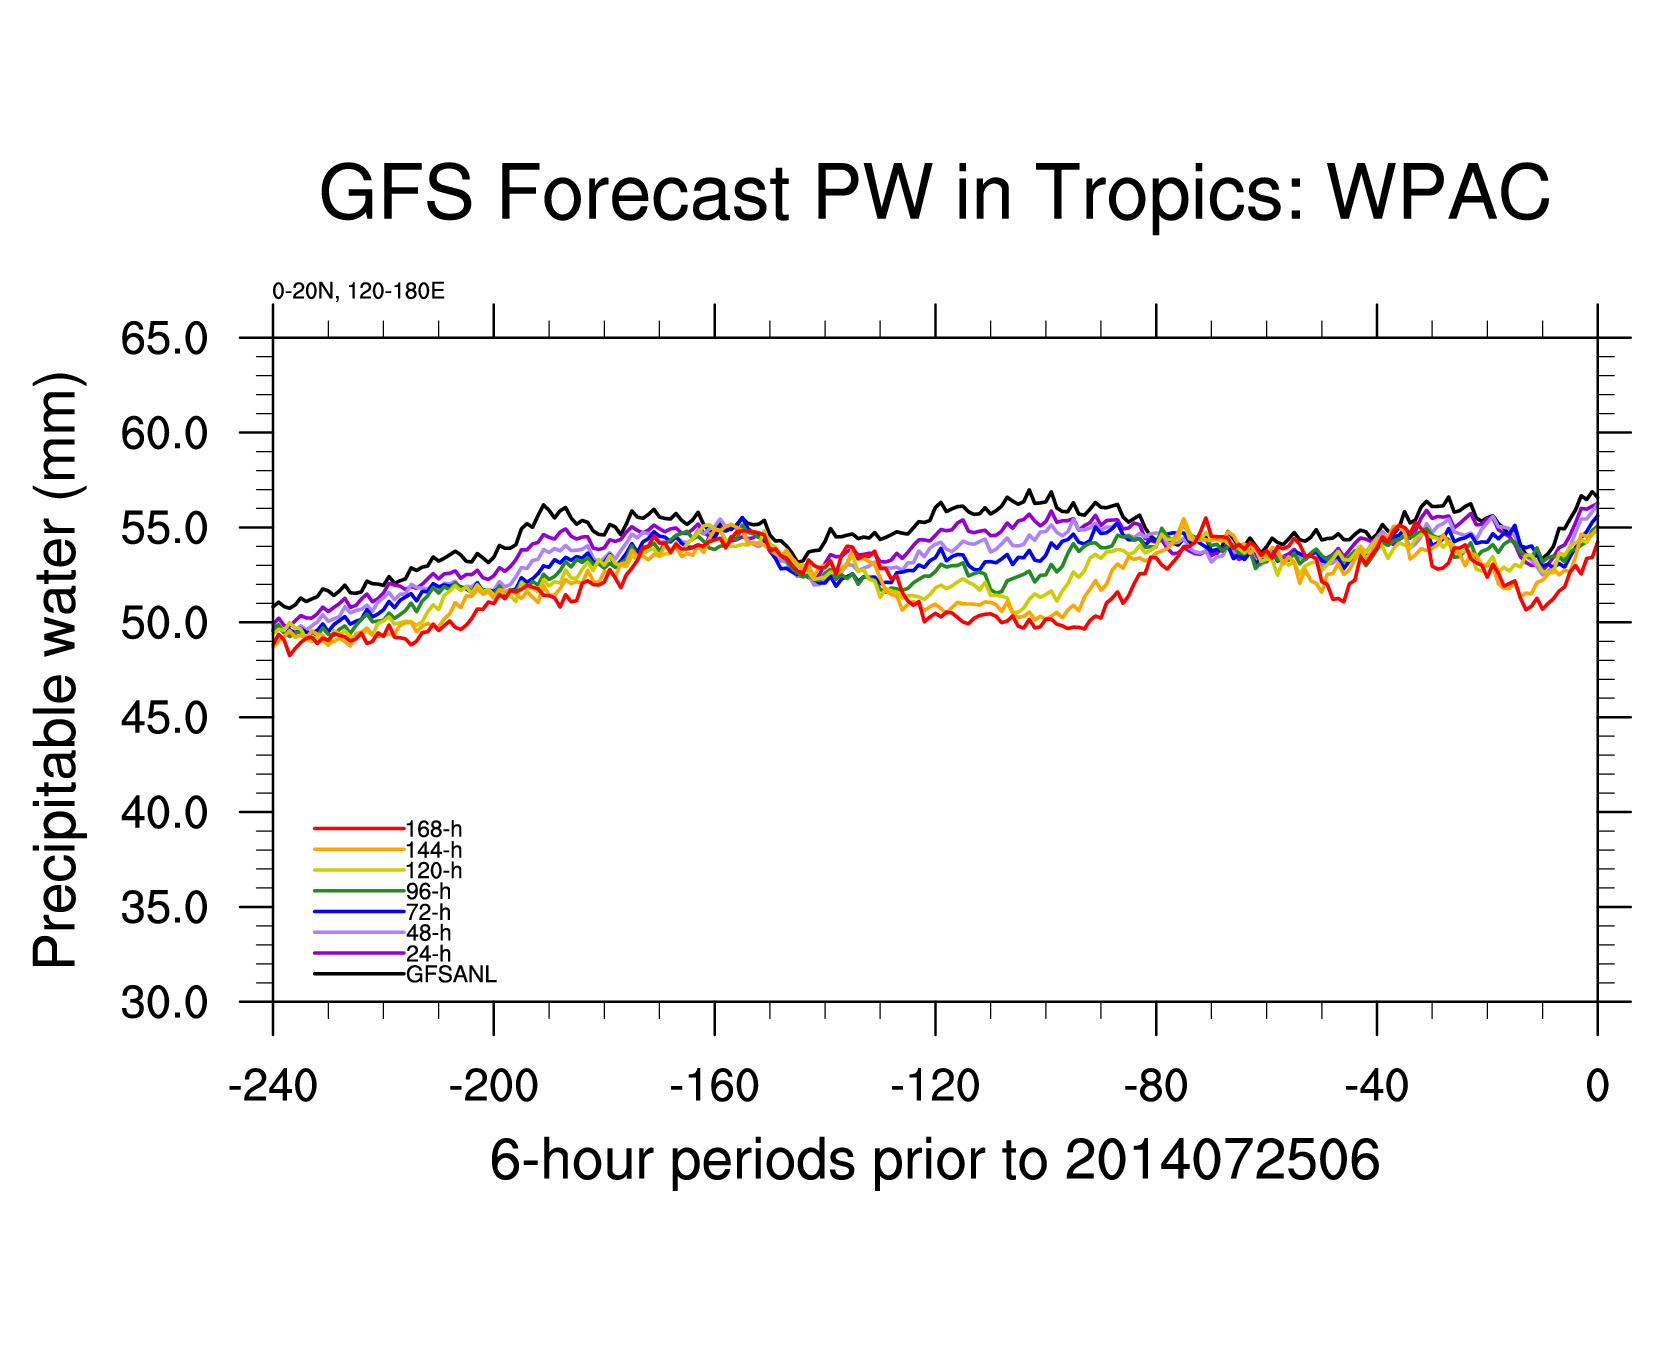 GFS Forecast PW in Tropics: WPAC
0-20N, 120-180E
Precipitable water (mm)
65.0
60.0
55.0
50.0
45.0
40.0
35.0
30.0
168-h
144-h
120-h
96-h
72-h
48-h
24-h
GFSANL
-240 -200 -160 -120 -80 -40 0
6-hour periods prior to 2014072506